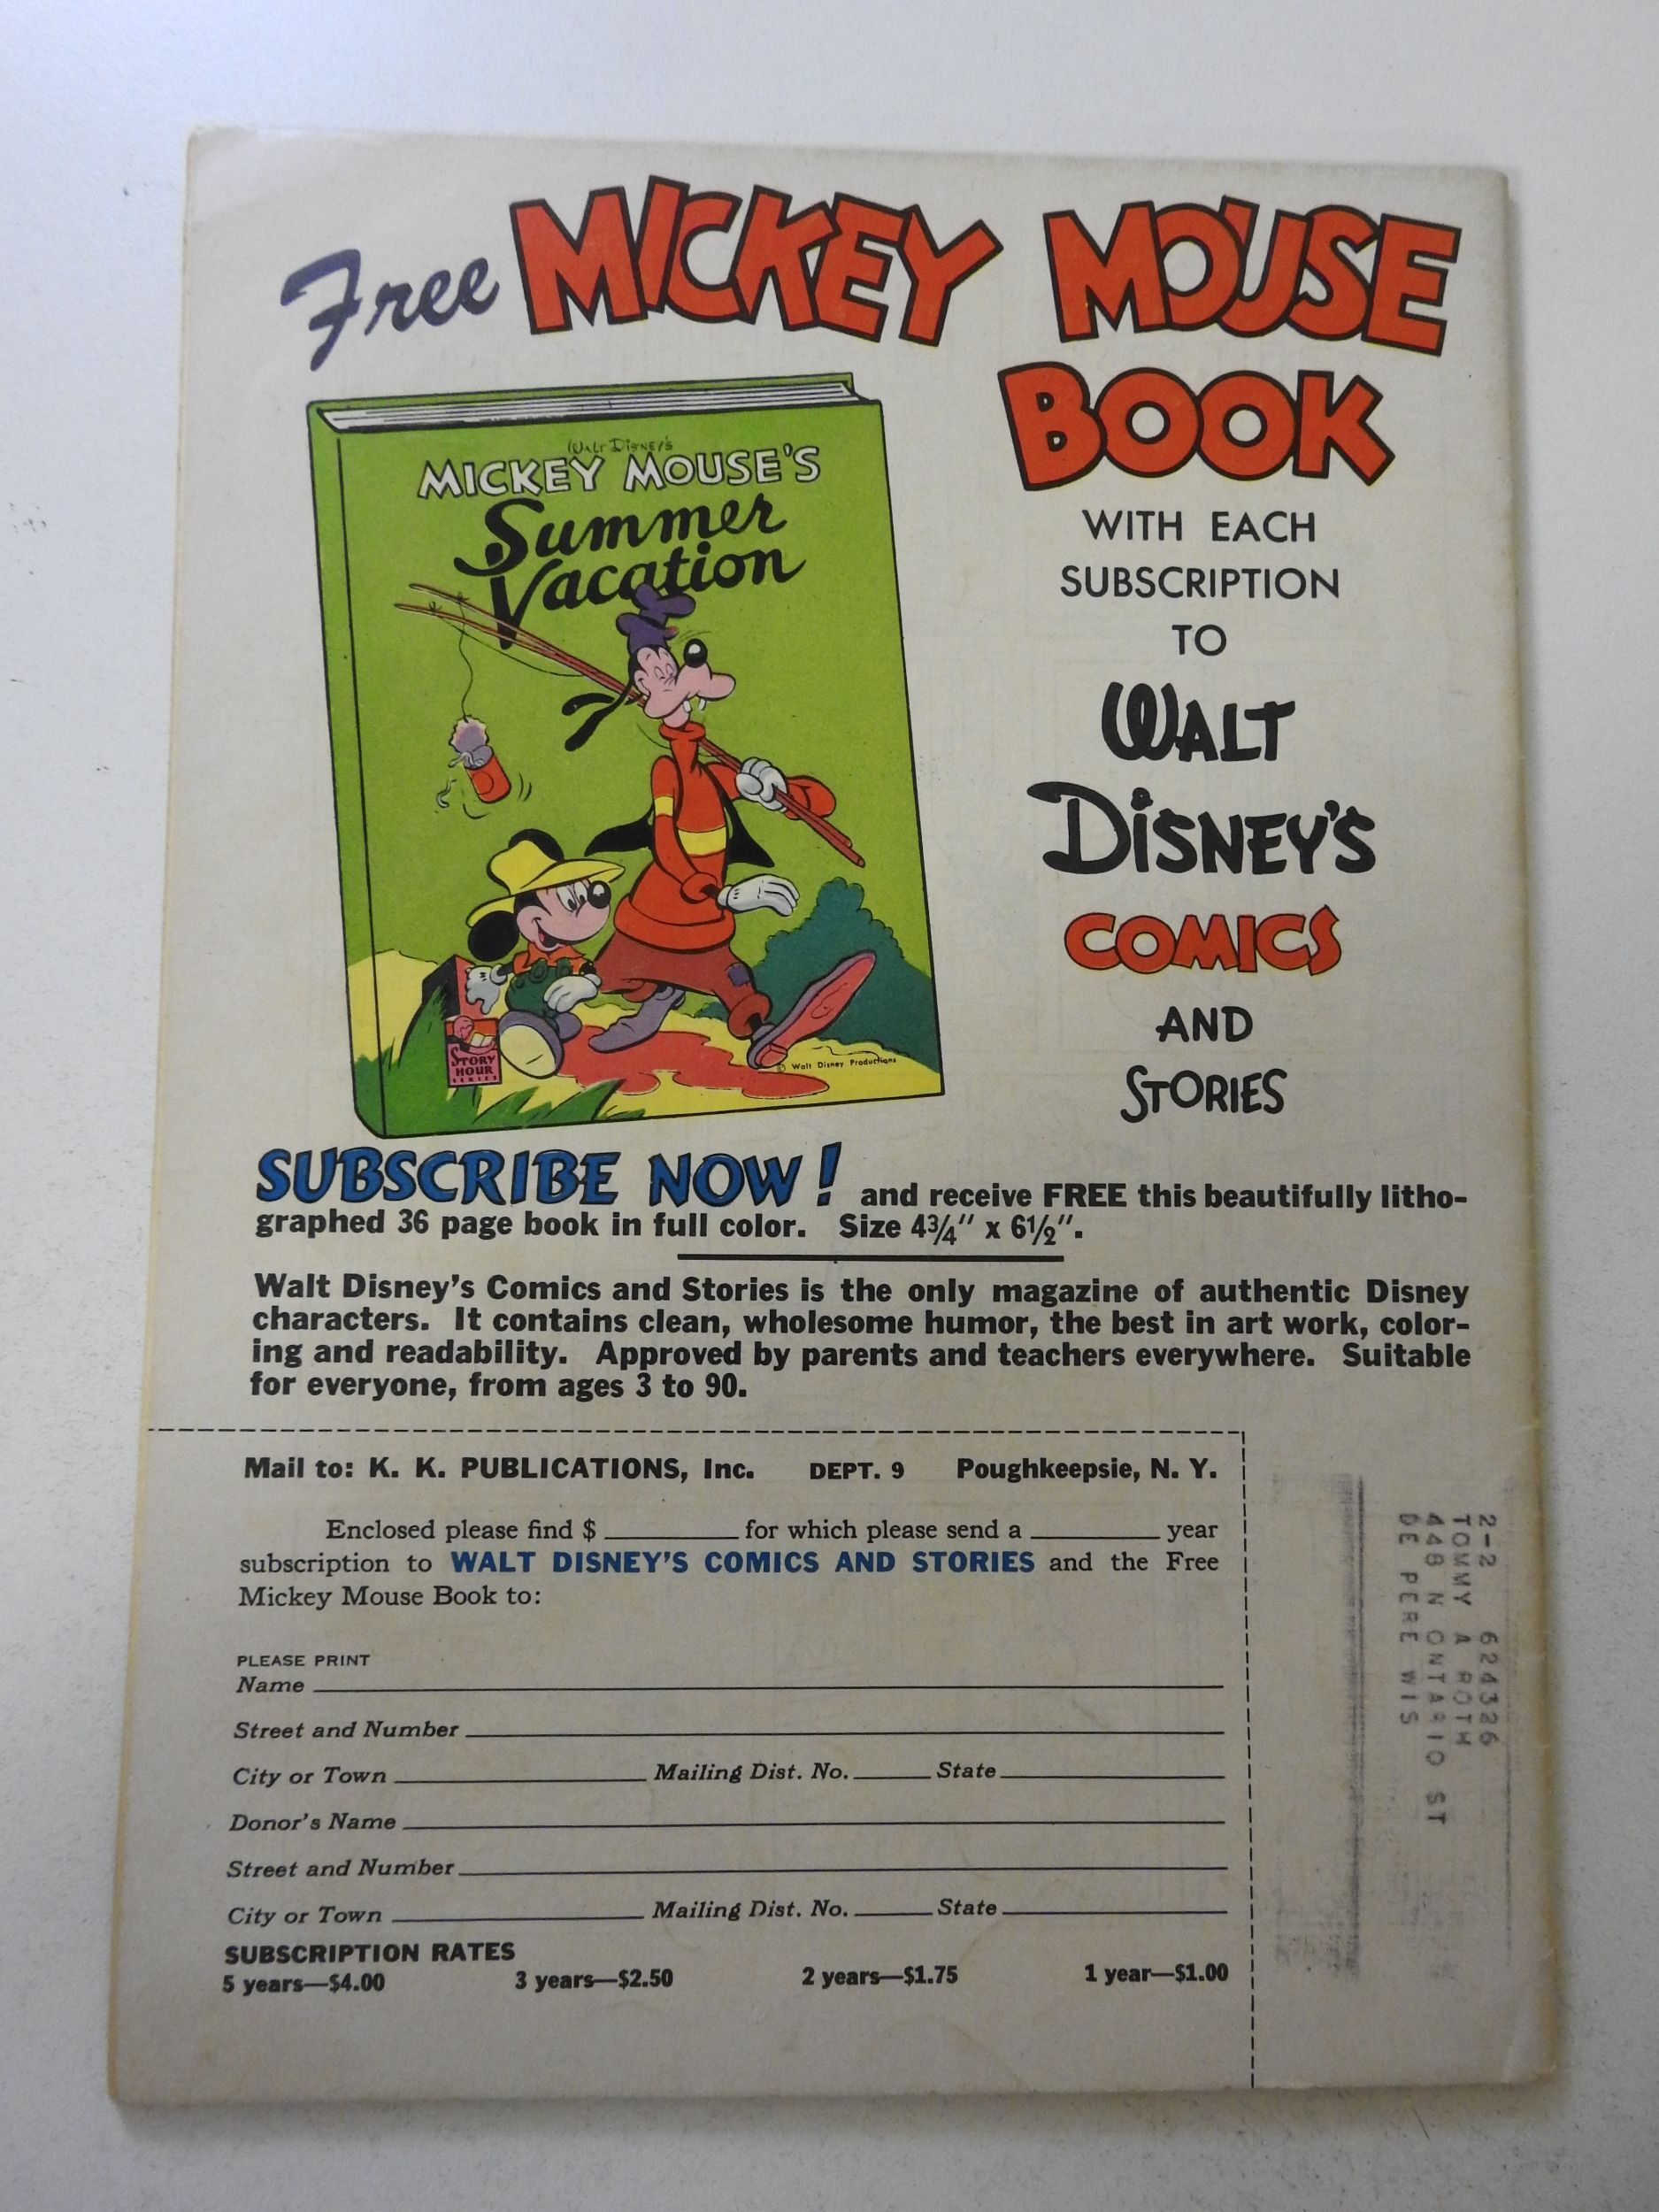 Free MICKEY MOUSE
BOOK
WITH EACH
SUBSCRIPTION
TO
WALT
DISNEY'S
COMICS
AND
STORIES
WALT DISNEY'S
MICKEY MOUSE'S
Summer
Vacation
STORY
HOUR
SERIES
© Walt Disney Productions
SUBSCRIBE NOW! and receive FREE this beautifully litho-
graphed 36 page book in full color. Size 4¾" x 6½".
Walt Disney's Comics and Stories is the only magazine of authentic Disney
characters. It contains clean, wholesome humor, the best in art work, color-
ing and readability. Approved by parents and teachers everywhere. Suitable
for everyone, from ages 3 to 90.
Mail to: K. K. PUBLICATIONS, Inc. DEPT. 9 Poughkeepsie, N. Y.
Enclosed please find $ ________ for which please send a ________ year
subscription to WALT DISNEY'S COMICS AND STORIES and the Free
Mickey Mouse Book to:
PLEASE PRINT
Name
Street and Number
City or Town Mailing Dist. No. State
Donor's Name
Street and Number
City or Town Mailing Dist. No. State
SUBSCRIPTION RATES
5 years—$4.00 3 years—$2.50 2 years—$1.75 1 year—$1.00
2-2 624326
TOMMY A ROTH
448 N ONTARIO ST
DE PERE WIS